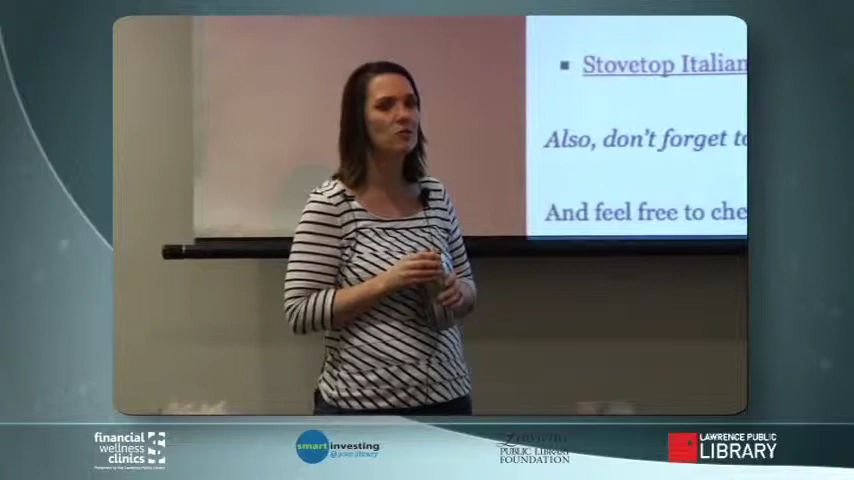 Stovetop Italian
Also, don't forget to
And feel free to che
financial
wellness
clinics
smart investing
@ your library
PUBLIC LIBRARY
FOUNDATION
LAWRENCE PUBLIC
LIBRARY